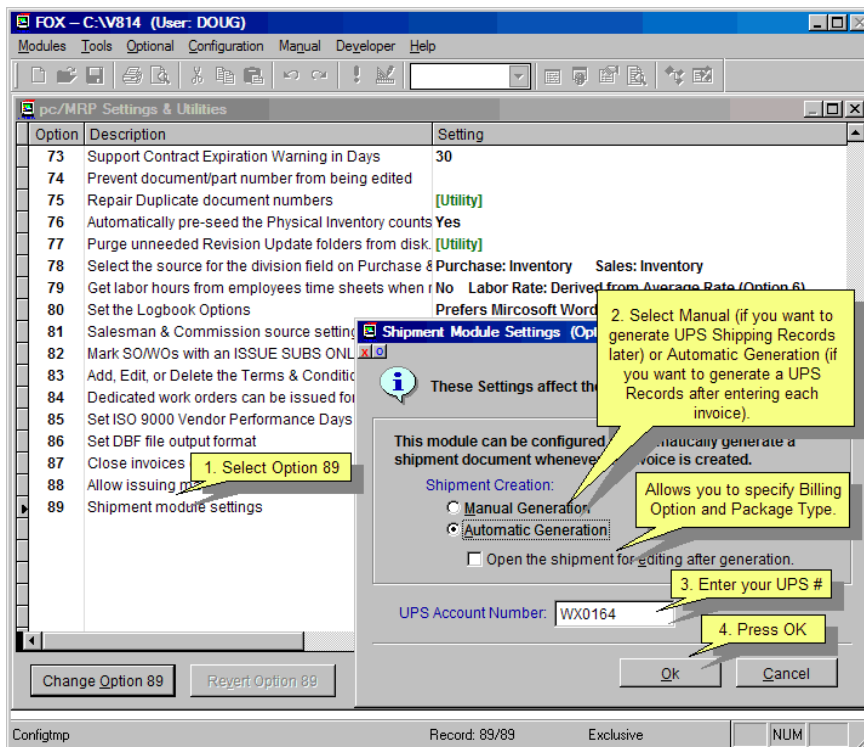 FOX – C:\V814 (User: DOUG)
Modules Tools Optional Configuration Manual Developer Help
pc/MRP Settings & Utilities
Option Description Setting
73 Support Contract Expiration Warning in Days 30
74 Prevent document/part number from being edited
75 Repair Duplicate document numbers [Utility]
76 Automatically pre-seed the Physical Inventory counts Yes
77 Purge unneeded Revision Update folders from disk. [Utility]
78 Select the source for the division field on Purchase & Purchase: Inventory Sales: Inventory
79 Get labor hours from employees time sheets when No Labor Rate: Derived from Average Rate (Option 6)
80 Set the Logbook Options Prefers Mircosoft Word
81 Salesman & Commission source setting
82 Mark SO/WOs with an ISSUE SUBS ONL
83 Add, Edit, or Delete the Terms & Conditio
84 Dedicated work orders can be issued for
85 Set ISO 9000 Vendor Performance Days
86 Set DBF file output format
87 Close invoices
88 Allow issuing m
89 Shipment module settings
1. Select Option 89
Shipment Module Settings (Opt
2. Select Manual (if you want to
generate UPS Shipping Records
later) or Automatic Generation (if
you want to generate a UPS
Records after entering each
invoice).
These Settings affect the
This module can be configured matically generate a
shipment document whenever voice is created.
Shipment Creation:
Manual Generation
Automatic Generation
Allows you to specify Billing
Option and Package Type.
Open the shipment for editing after generation.
3. Enter your UPS #
UPS Account Number: WX0164
4. Press OK
Ok Cancel
Change Option 89 Revert Option 89
Configtmp Record: 89/89 Exclusive NUM